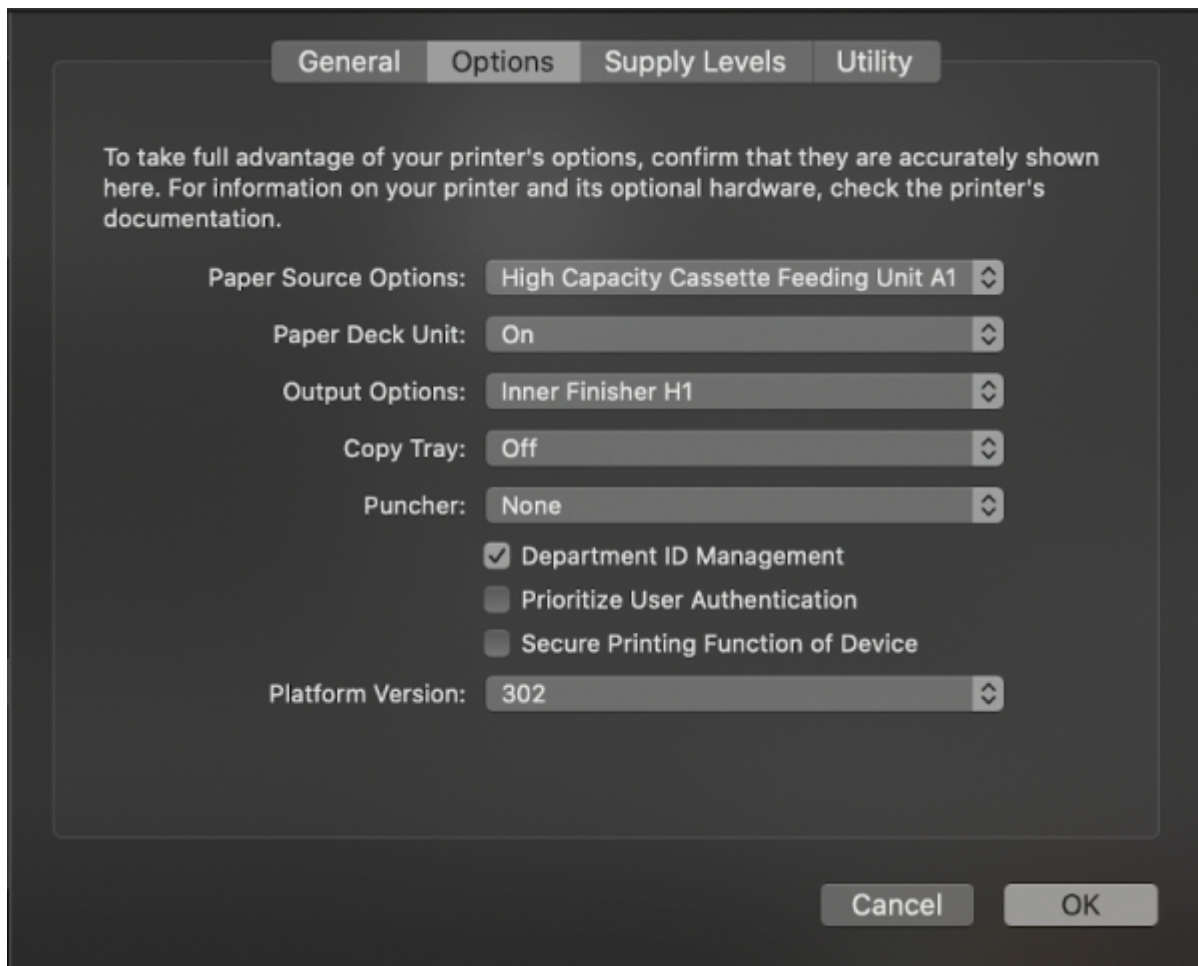 General Options Supply Levels Utility
To take full advantage of your printer's options, confirm that they are accurately shown
here. For information on your printer and its optional hardware, check the printer's
documentation.
Paper Source Options: High Capacity Cassette Feeding Unit A1
Paper Deck Unit: On
Output Options: Inner Finisher H1
Copy Tray: Off
Puncher: None
Department ID Management
Prioritize User Authentication
Secure Printing Function of Device
Platform Version: 302
Cancel OK